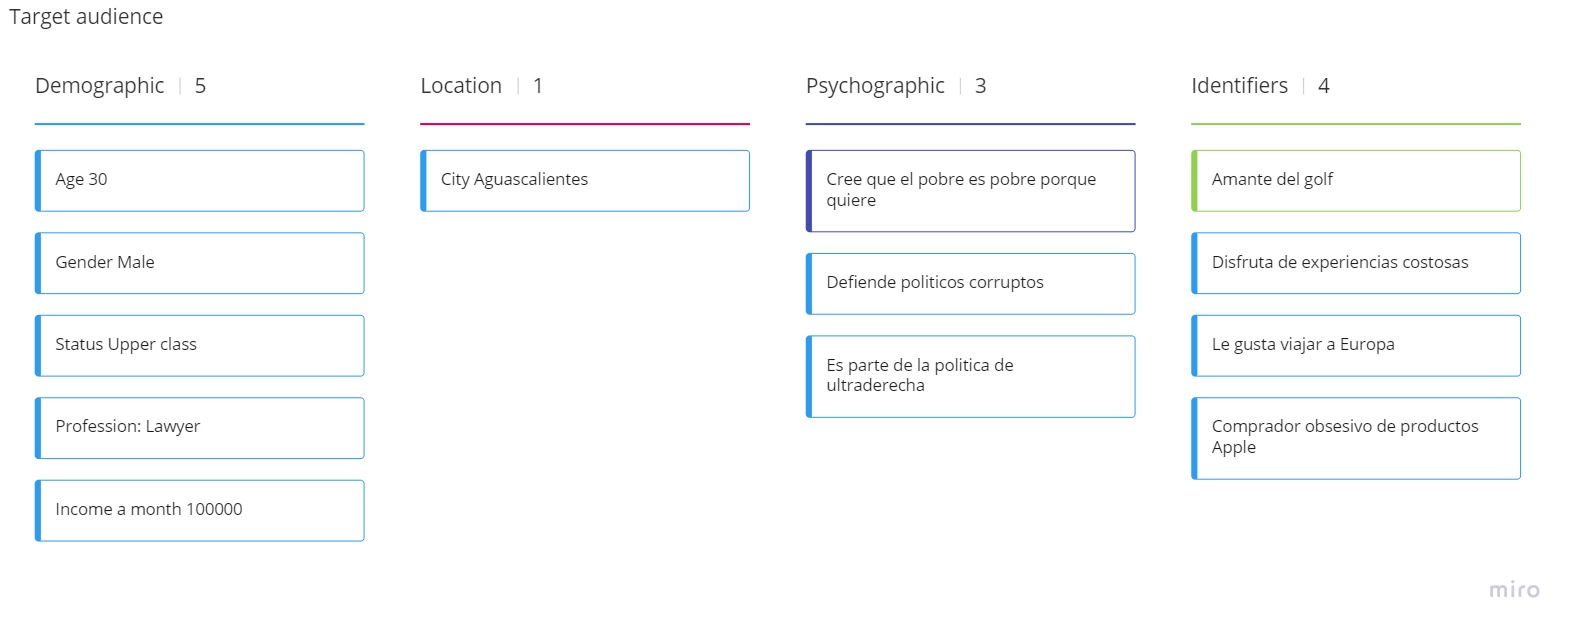 Target audience
Demographic | 5
Age 30
Gender Male
Status Upper class
Profession: Lawyer
Income a month 100000
Location | 1
City Aguascalientes
Psychographic | 3
Cree que el pobre es pobre porque
quiere
Defiende politicos corruptos
Es parte de la politica de
ultraderecha
Identifiers | 4
Amante del golf
Disfruta de experiencias costosas
Le gusta viajar a Europa
Comprador obsesivo de productos
Apple
miro